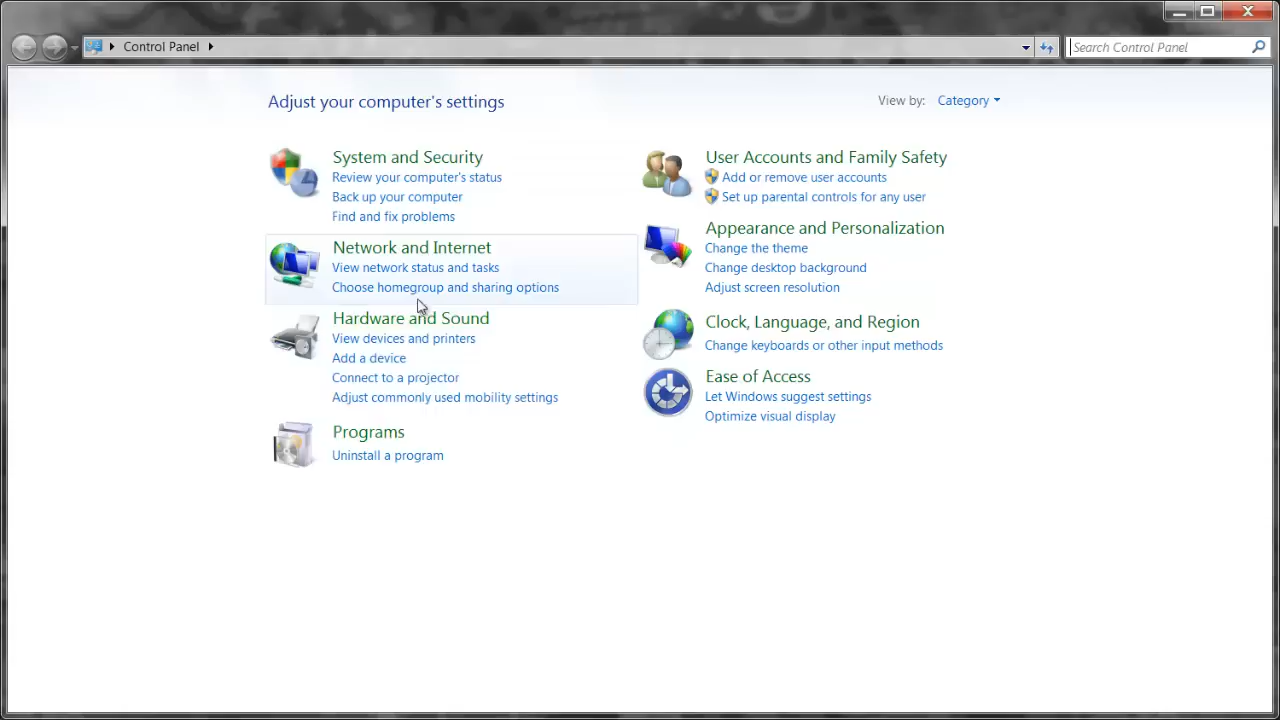 Control Panel
Search Control Panel
Adjust your computer's settings
View by: Category
System and Security
Review your computer's status
Back up your computer
Find and fix problems
Network and Internet
View network status and tasks
Choose homegroup and sharing options
Hardware and Sound
View devices and printers
Add a device
Connect to a projector
Adjust commonly used mobility settings
Programs
Uninstall a program
User Accounts and Family Safety
Add or remove user accounts
Set up parental controls for any user
Appearance and Personalization
Change the theme
Change desktop background
Adjust screen resolution
Clock, Language, and Region
Change keyboards or other input methods
Ease of Access
Let Windows suggest settings
Optimize visual display